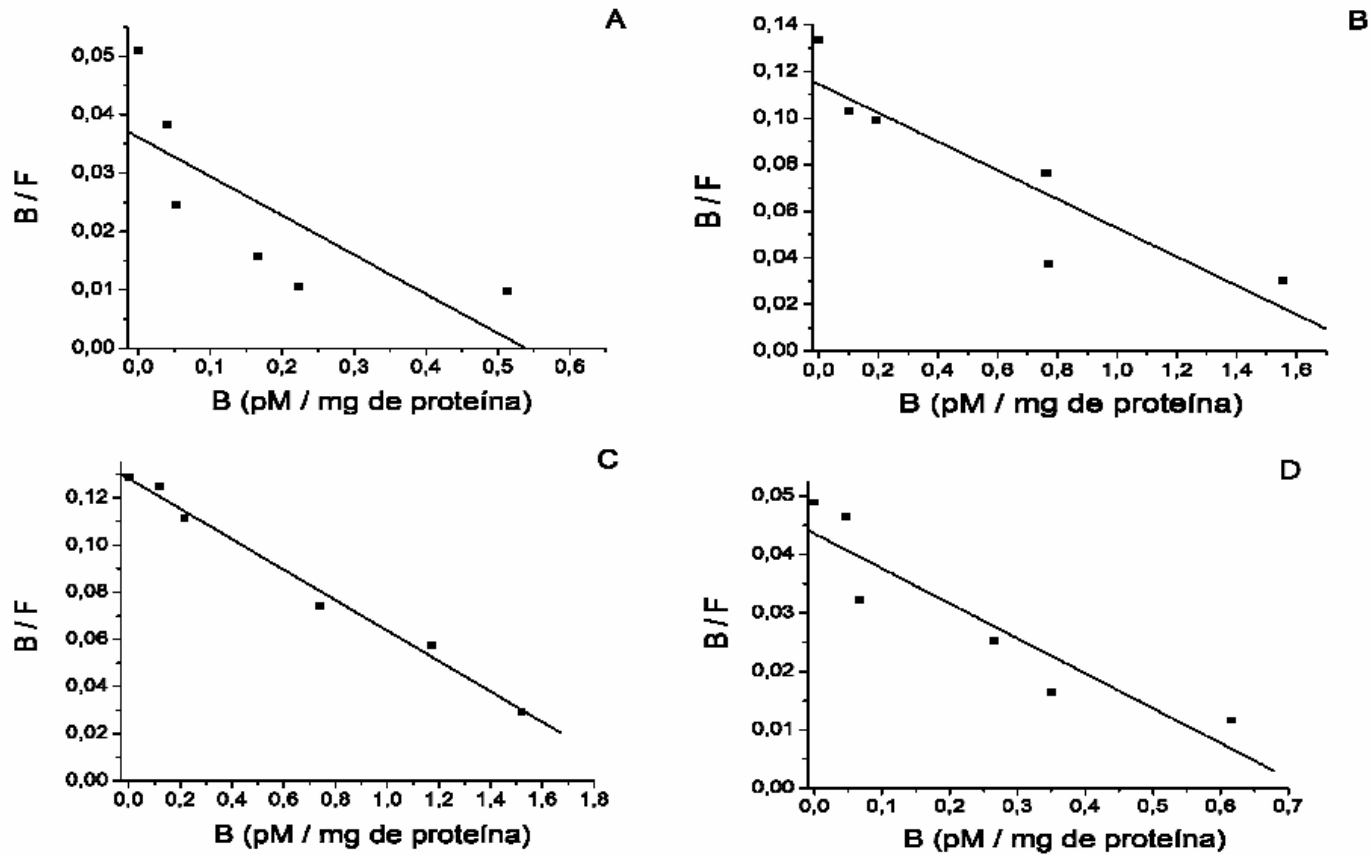 A
0,05
0,04
0,03
0,02
0,01
0,00
B / F
0,0 0,1 0,2 0,3 0,4 0,5 0,6
B (pM / mg de proteína)
B
0,14
0,12
0,10
0,08
0,06
0,04
0,02
0,00
B / F
0,0 0,2 0,4 0,6 0,8 1,0 1,2 1,4 1,6
B (pM / mg de proteína)
C
0,12
0,10
0,08
0,06
0,04
0,02
0,00
B / F
0,0 0,2 0,4 0,6 0,8 1,0 1,2 1,4 1,6 1,8
B (pM / mg de proteína)
D
0,05
0,04
0,03
0,02
0,01
0,00
B / F
0,0 0,1 0,2 0,3 0,4 0,5 0,6 0,7
B (pM / mg de proteína)